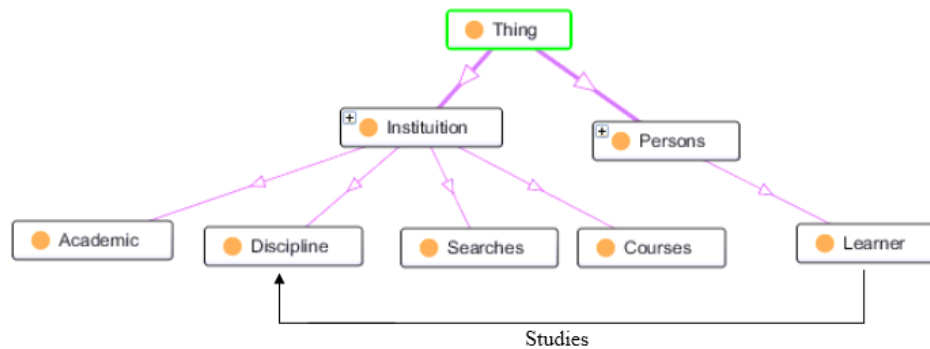 Thing
Instituition
Persons
Academic
Discipline
Searches
Courses
Learner
Studies